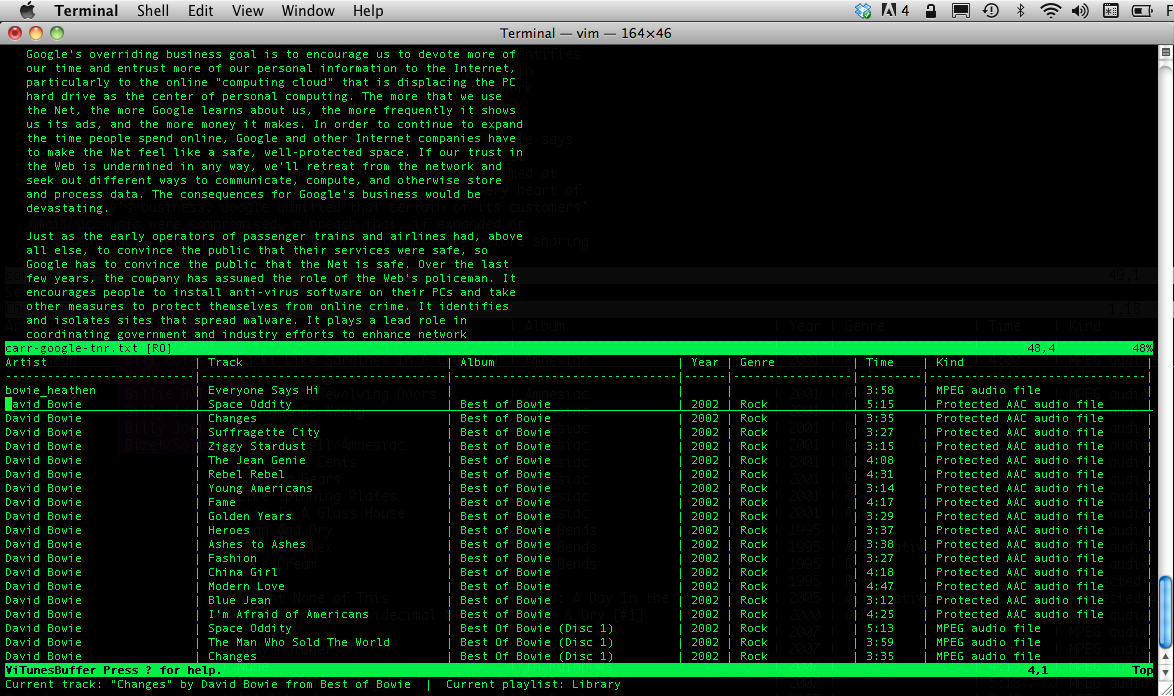 Terminal Shell Edit View Window Help 4 F
Terminal — vim — 164×46
Google's overriding business goal is to encourage us to devote more of
our time and entrust more of our personal information to the Internet,
particularly to the online "computing cloud" that is displacing the PC
hard drive as the center of personal computing. The more that we use
the Net, the more Google learns about us, the more frequently it shows
us its ads, and the more money it makes. In order to continue to expand
the time people spend online, Google and other Internet companies have
to make the Net feel like a safe, well-protected space. If our trust in
the Web is undermined in any way, we'll retreat from the network and
seek out different ways to communicate, compute, and otherwise store
and process data. The consequences for Google's business would be
devastating.
Just as the early operators of passenger trains and airlines had, above
all else, to convince the public that their services were safe, so
Google has to convince the public that the Net is safe. Over the last
few years, the company has assumed the role of the Web's policeman. It
encourages people to install anti-virus software on their PCs and take
other measures to protect themselves from online crime. It identifies
and isolates sites that spread malware. It plays a lead role in
coordinating government and industry efforts to enhance network
carr-google-tnr.txt [RO] 48,4 48%
Artist | Track | Album | Year | Genre | Time | Kind |
bowie_heathen | Everyone Says Hi | | | | 3:58 | MPEG audio file |
David Bowie | Space Oddity | Best of Bowie | 2002 | Rock | 5:15 | Protected AAC audio file |
David Bowie | Changes | Best of Bowie | 2002 | Rock | 3:35 | Protected AAC audio file |
David Bowie | Suffragette City | Best of Bowie | 2002 | Rock | 3:27 | Protected AAC audio file |
David Bowie | Ziggy Stardust | Best of Bowie | 2002 | Rock | 3:15 | Protected AAC audio file |
David Bowie | The Jean Genie | Best of Bowie | 2002 | Rock | 4:08 | Protected AAC audio file |
David Bowie | Rebel Rebel | Best of Bowie | 2002 | Rock | 4:31 | Protected AAC audio file |
David Bowie | Young Americans | Best of Bowie | 2002 | Rock | 3:14 | Protected AAC audio file |
David Bowie | Fame | Best of Bowie | 2002 | Rock | 4:17 | Protected AAC audio file |
David Bowie | Golden Years | Best of Bowie | 2002 | Rock | 3:29 | Protected AAC audio file |
David Bowie | Heroes | Best of Bowie | 2002 | Rock | 3:37 | Protected AAC audio file |
David Bowie | Ashes to Ashes | Best of Bowie | 2002 | Rock | 3:38 | Protected AAC audio file |
David Bowie | Fashion | Best of Bowie | 2002 | Rock | 3:27 | Protected AAC audio file |
David Bowie | China Girl | Best of Bowie | 2002 | Rock | 4:18 | Protected AAC audio file |
David Bowie | Modern Love | Best of Bowie | 2002 | Rock | 4:47 | Protected AAC audio file |
David Bowie | Blue Jean | Best of Bowie | 2002 | Rock | 3:12 | Protected AAC audio file |
David Bowie | I'm Afraid of Americans | Best of Bowie | 2002 | Rock | 4:25 | Protected AAC audio file |
David Bowie | Space Oddity | Best Of Bowie (Disc 1) | 2002 | Rock | 5:13 | MPEG audio file |
David Bowie | The Man Who Sold The World | Best Of Bowie (Disc 1) | 2002 | Rock | 3:59 | MPEG audio file |
David Bowie | Changes | Best Of Bowie (Disc 1) | 2002 | Rock | 3:35 | MPEG audio file |
ViTunesBuffer Press ? for help. 4,1 Top
Current track: "Changes" by David Bowie from Best of Bowie | Current playlist: Library